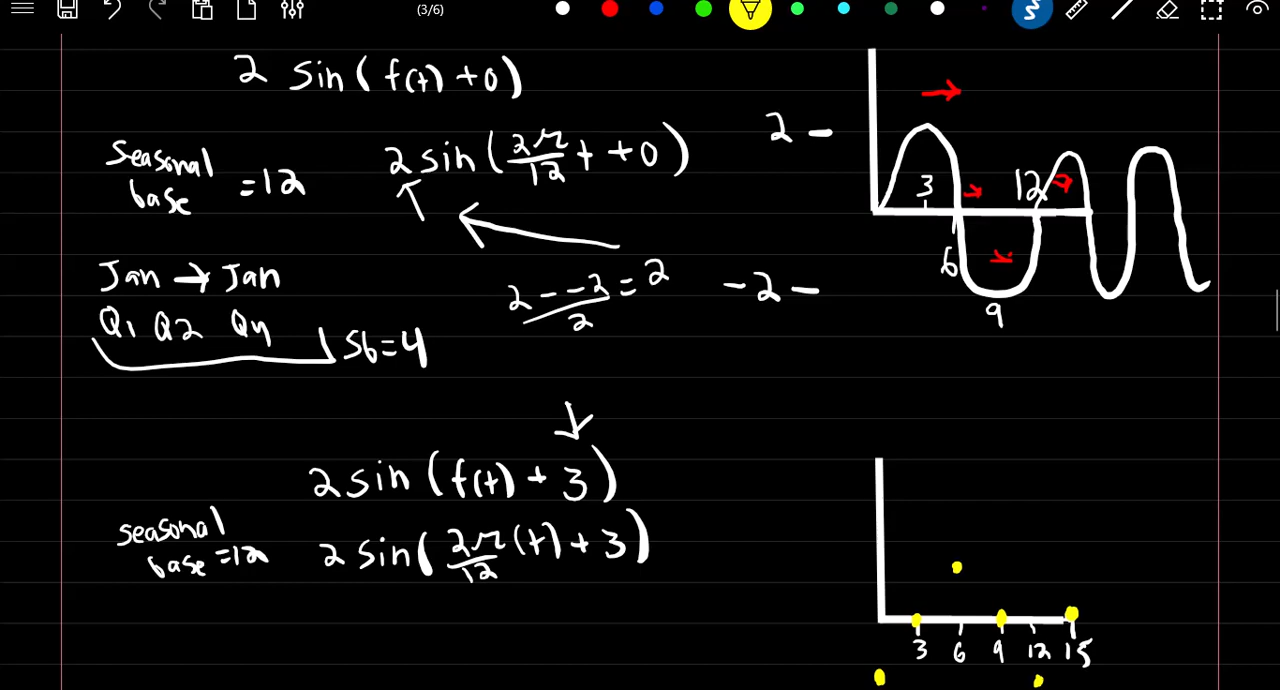 (3/6)
2 sin(f(t)+0)
seasonal base =12
2 sin(2π/12 t +0)
Jan → Jan
Q1 Q2 Q4
Sb=4
2 - -2 / 2 = 2
2 -
-2 -
3
6
9
12
2 sin(f(t) + 3)
seasonal base =12
2 sin(2π/12 (t) + 3)
3 6 9 12 15